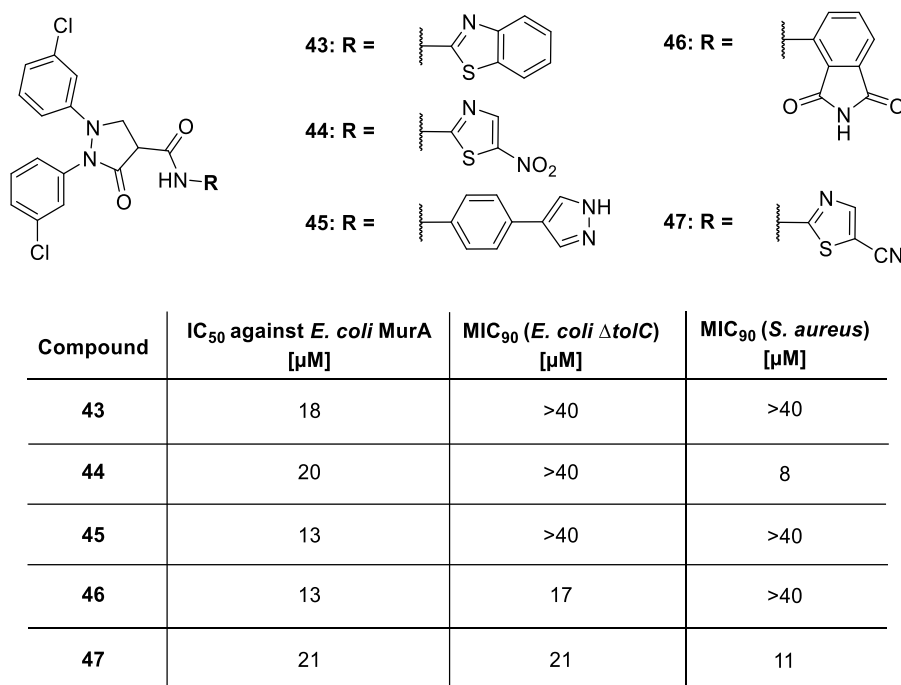 Cl
N
N
O
O
HN
R
Cl
43: R =
N
S
44: R =
N
S
NO₂
45: R =
NH
N
46: R =
O
O
N
H
47: R =
N
S
CN
Compound IC₅₀ against E. coli MurA [µM] MIC₉₀ (E. coli ΔtolC) [µM] MIC₉₀ (S. aureus) [µM]
43 18 >40 >40
44 20 >40 8
45 13 >40 >40
46 13 17 >40
47 21 21 11